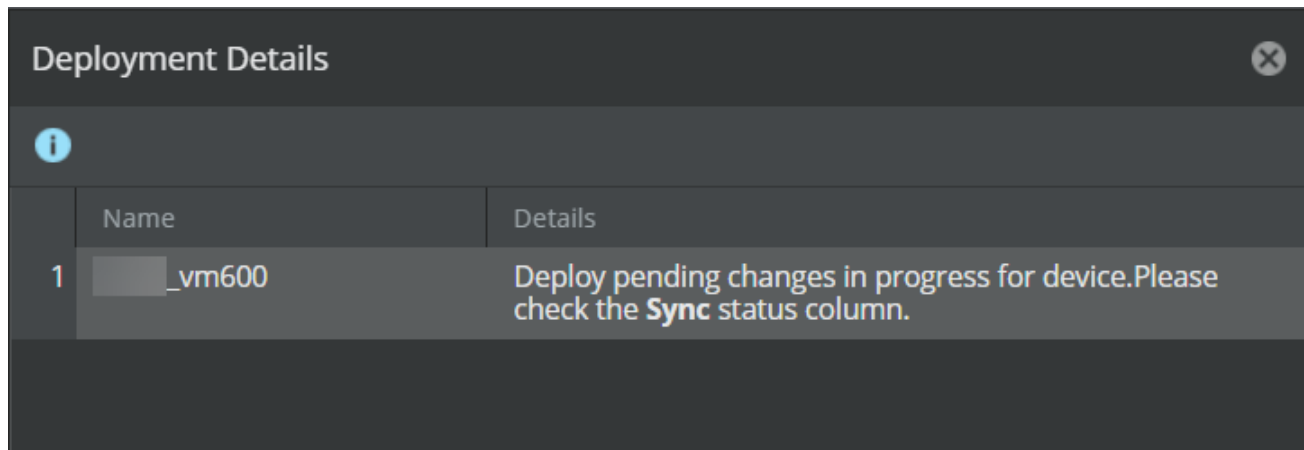 Deployment Details
i
Name Details
1 _vm600 Deploy pending changes in progress for device.Please
check the Sync status column.